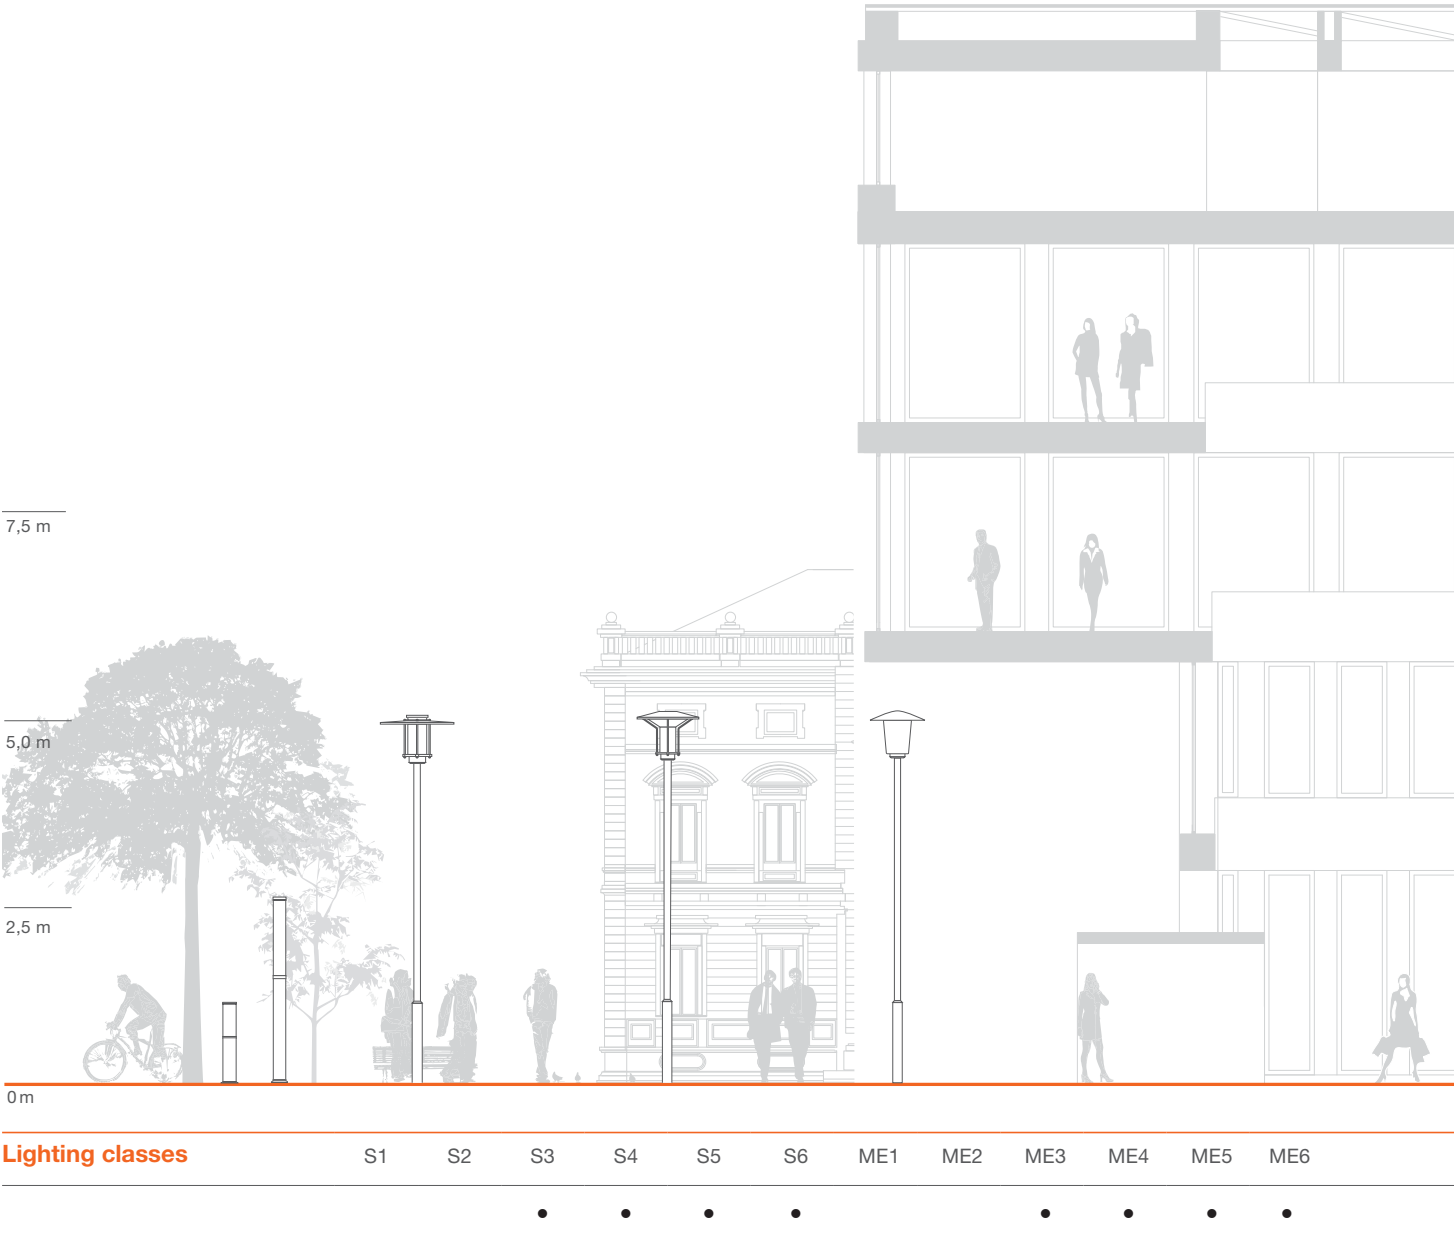 7,5 m
5,0 m
2,5 m
0 m
Lighting classes S1 S2 S3 S4 S5 S6 ME1 ME2 ME3 ME4 ME5 ME6
• • • • • • • •